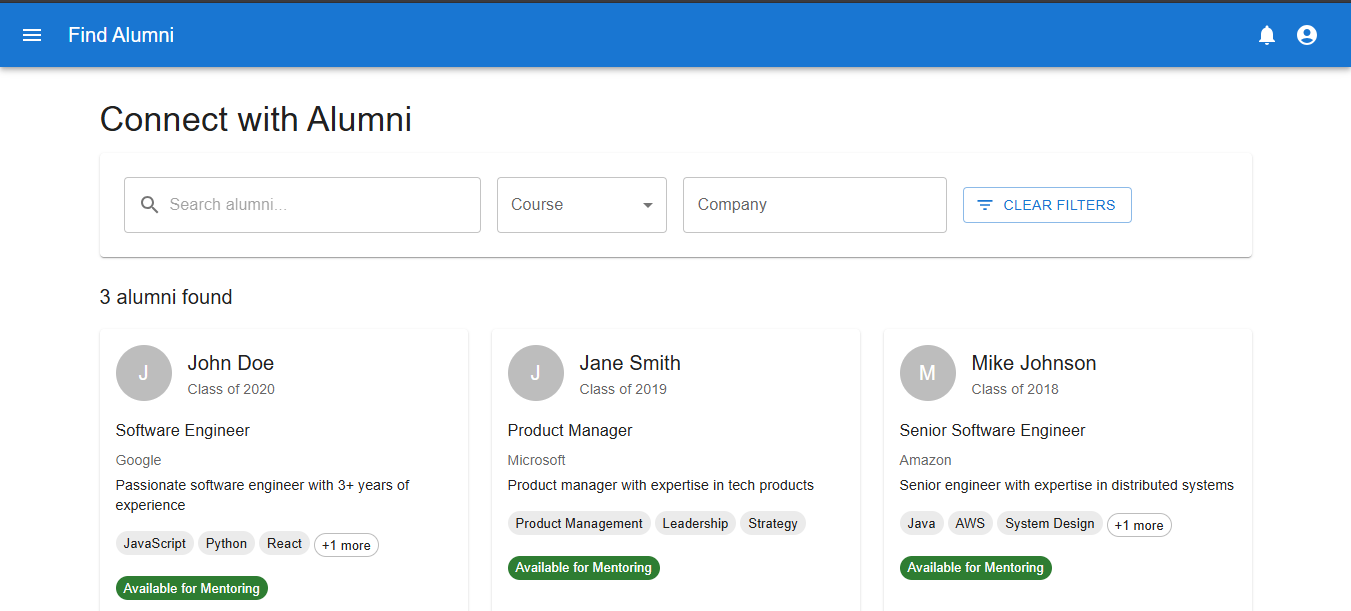 Find Alumni
Connect with Alumni
Search alumni...
Course
Company
CLEAR FILTERS
3 alumni found
J
John Doe
Class of 2020
Software Engineer
Google
Passionate software engineer with 3+ years of
experience
JavaScript Python React +1 more
Available for Mentoring
J
Jane Smith
Class of 2019
Product Manager
Microsoft
Product manager with expertise in tech products
Product Management Leadership Strategy
Available for Mentoring
M
Mike Johnson
Class of 2018
Senior Software Engineer
Amazon
Senior engineer with expertise in distributed systems
Java AWS System Design +1 more
Available for Mentoring